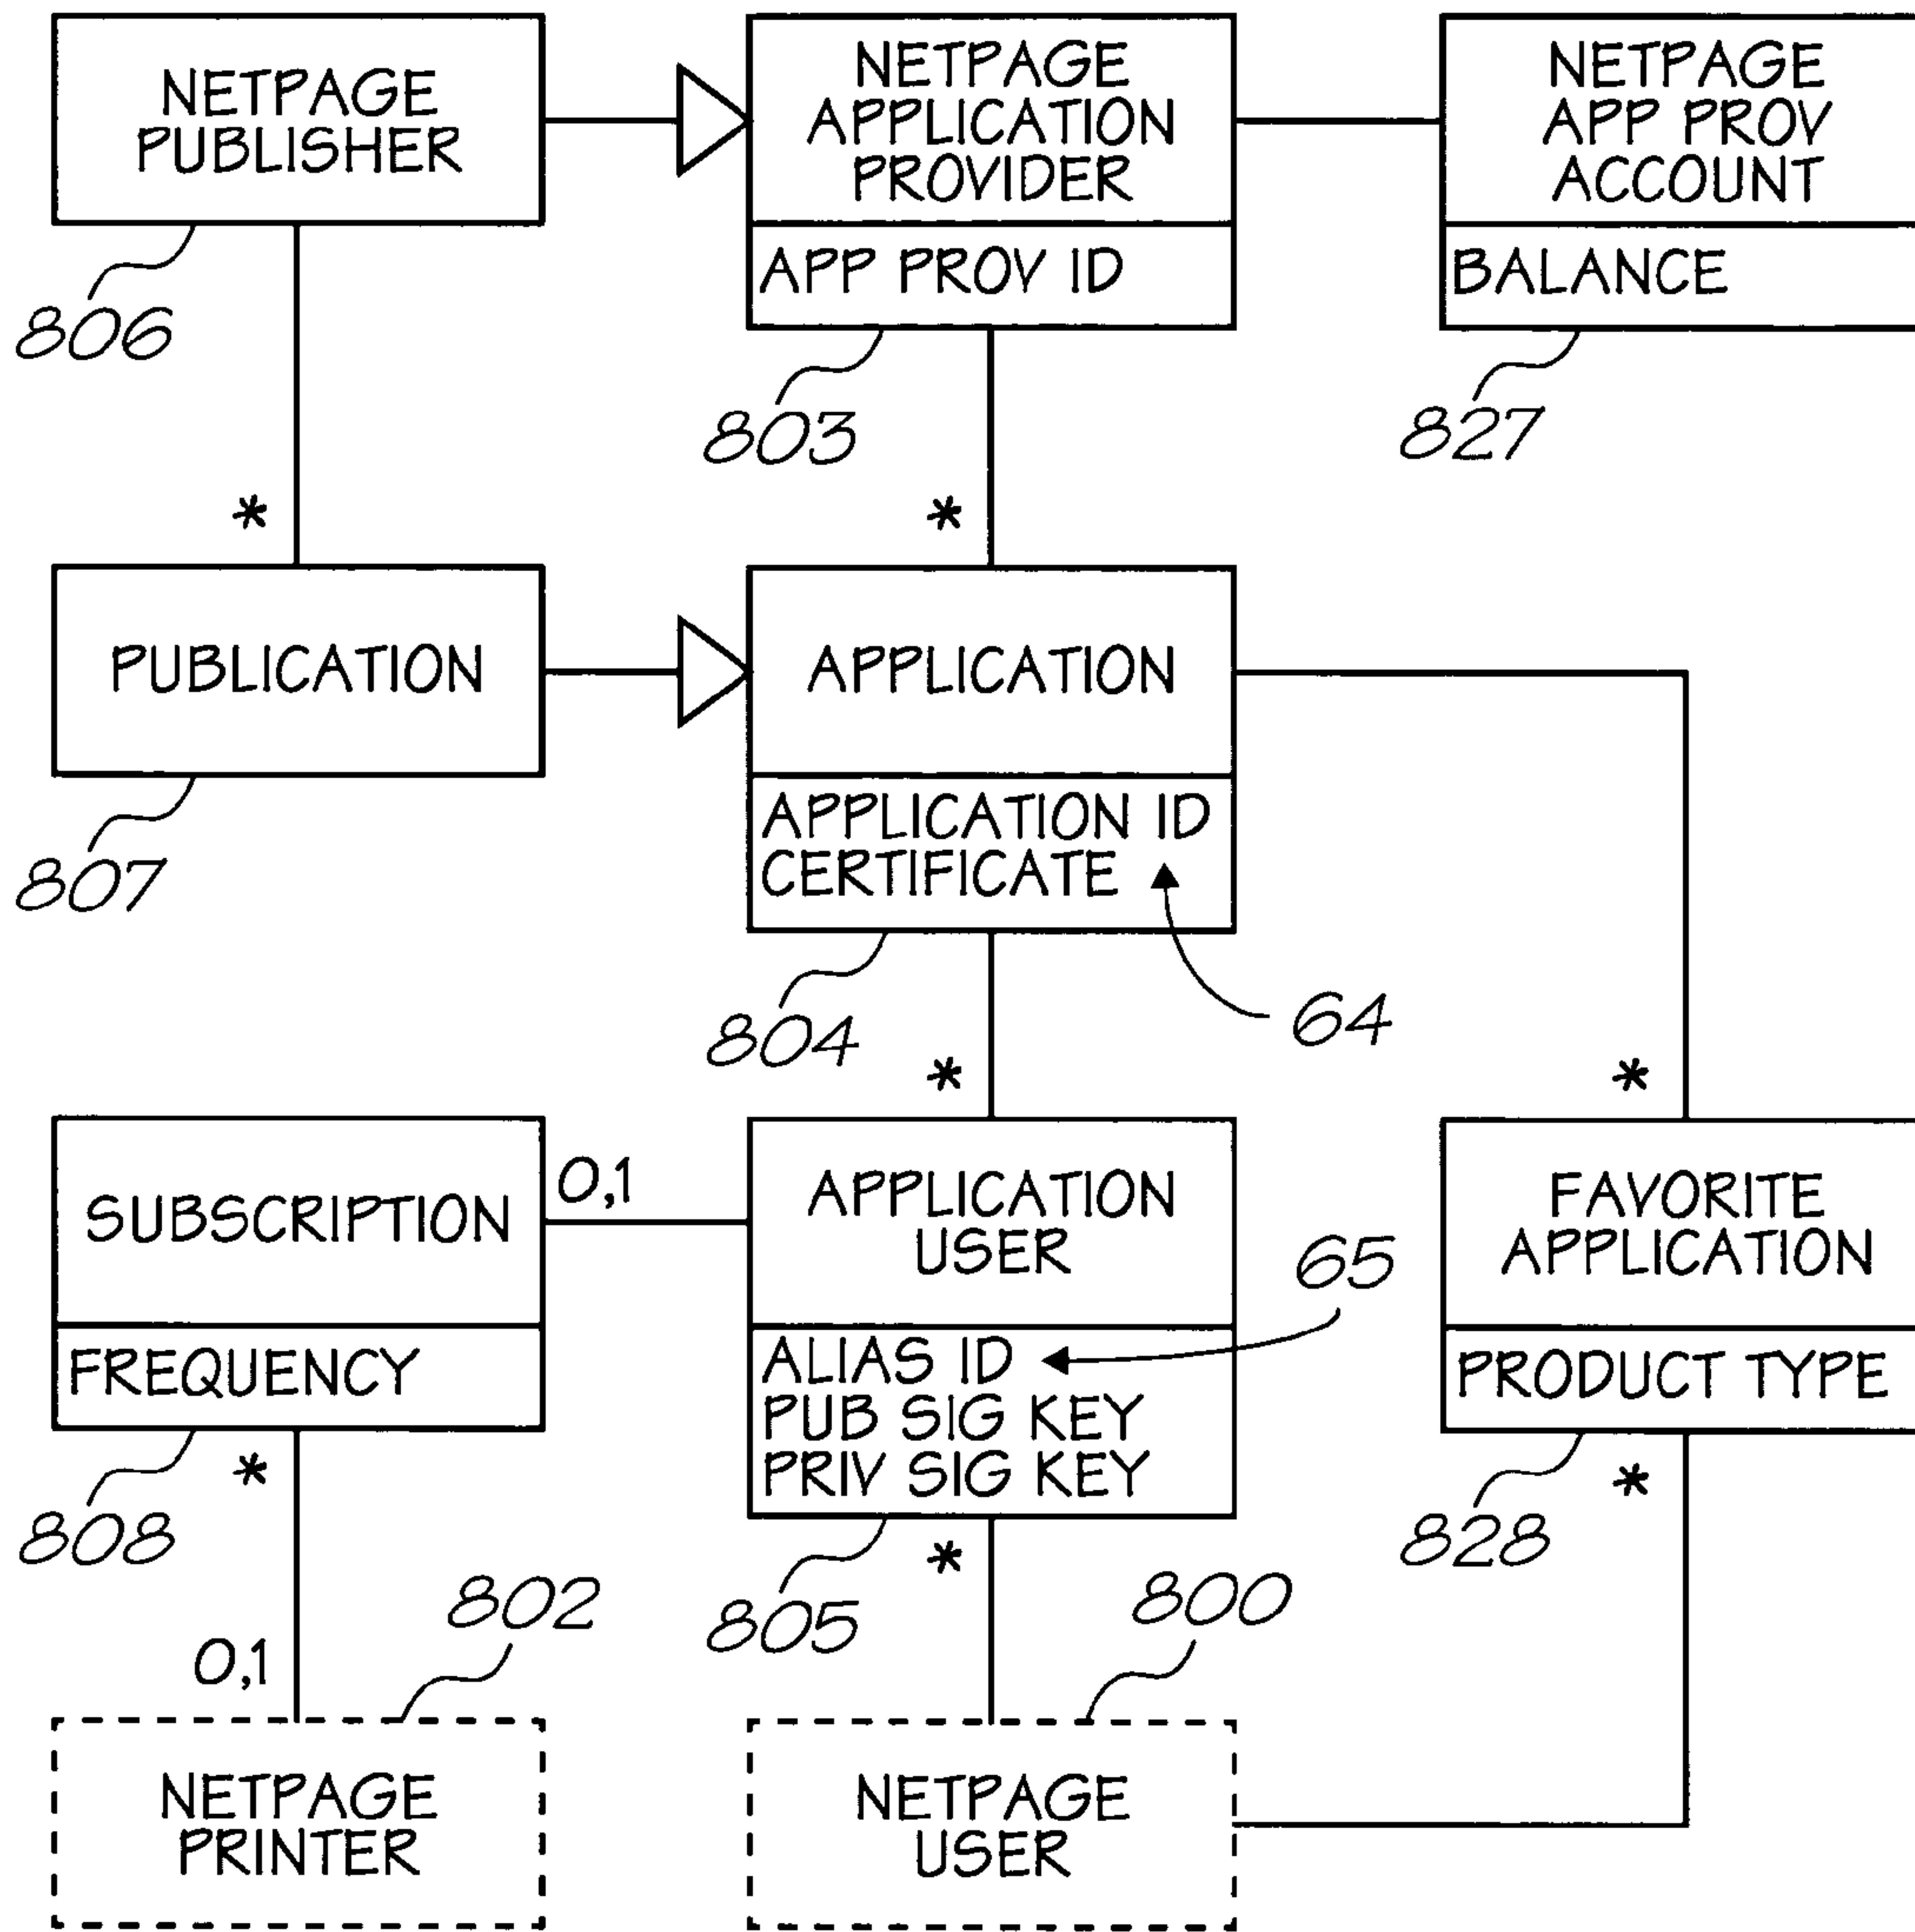 NETPAGE
PUBLISHER
806
NETPAGE
APPLICATION
PROVIDER
APP PROV ID
803
NETPAGE
APP PROV
ACCOUNT
BALANCE
827
*
*
PUBLICATION
807
APPLICATION
APPLICATION ID
CERTIFICATE
64
804
*
*
SUBSCRIPTION
FREQUENCY
0,1
808
*
APPLICATION
USER
ALIAS ID
PUB SIG KEY
PRIV SIG KEY
65
805
*
FAVORITE
APPLICATION
PRODUCT TYPE
828
*
802
0,1
800
NETPAGE
PRINTER
NETPAGE
USER